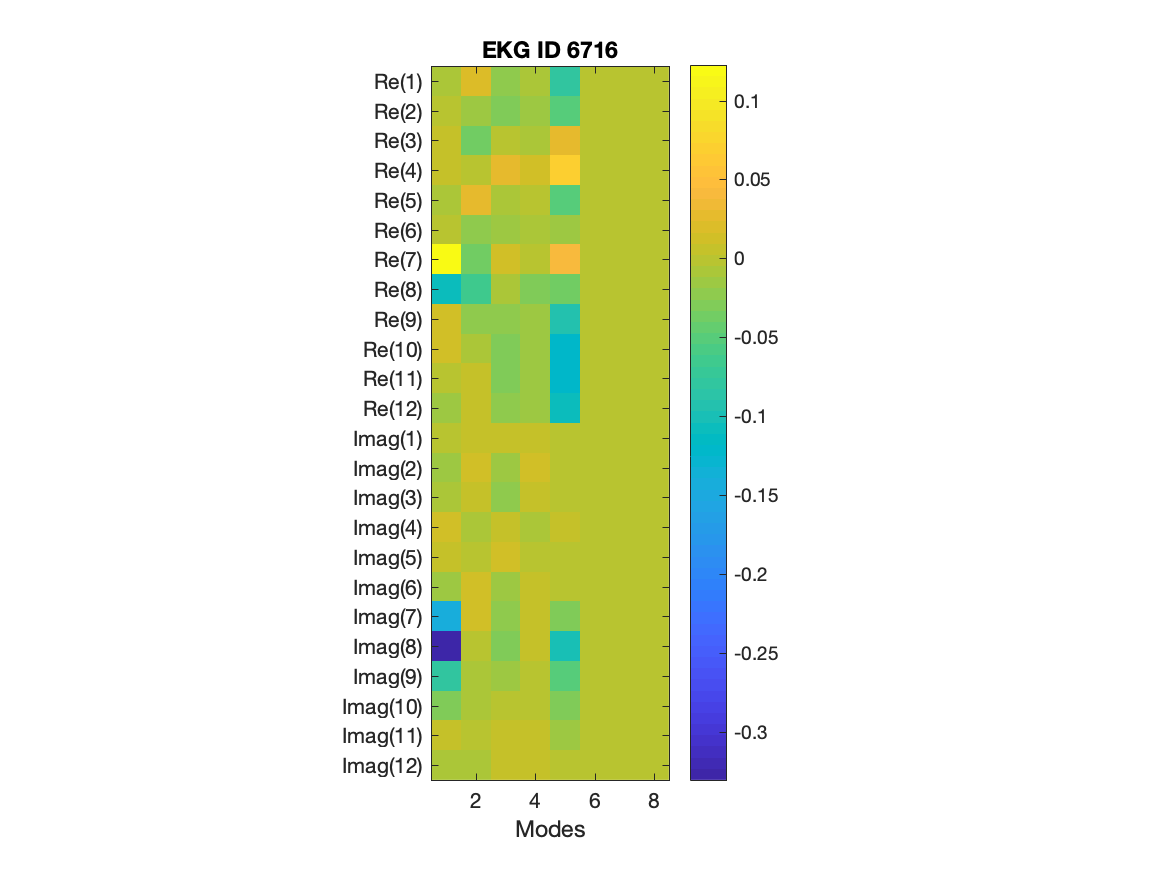 EKG ID 6716
Re(1)
Re(2)
Re(3)
Re(4)
Re(5)
Re(6)
Re(7)
Re(8)
Re(9)
Re(10)
Re(11)
Re(12)
Imag(1)
Imag(2)
Imag(3)
Imag(4)
Imag(5)
Imag(6)
Imag(7)
Imag(8)
Imag(9)
Imag(10)
Imag(11)
Imag(12)
2 4 6 8
Modes
0.1
0.05
0
-0.05
-0.1
-0.15
-0.2
-0.25
-0.3